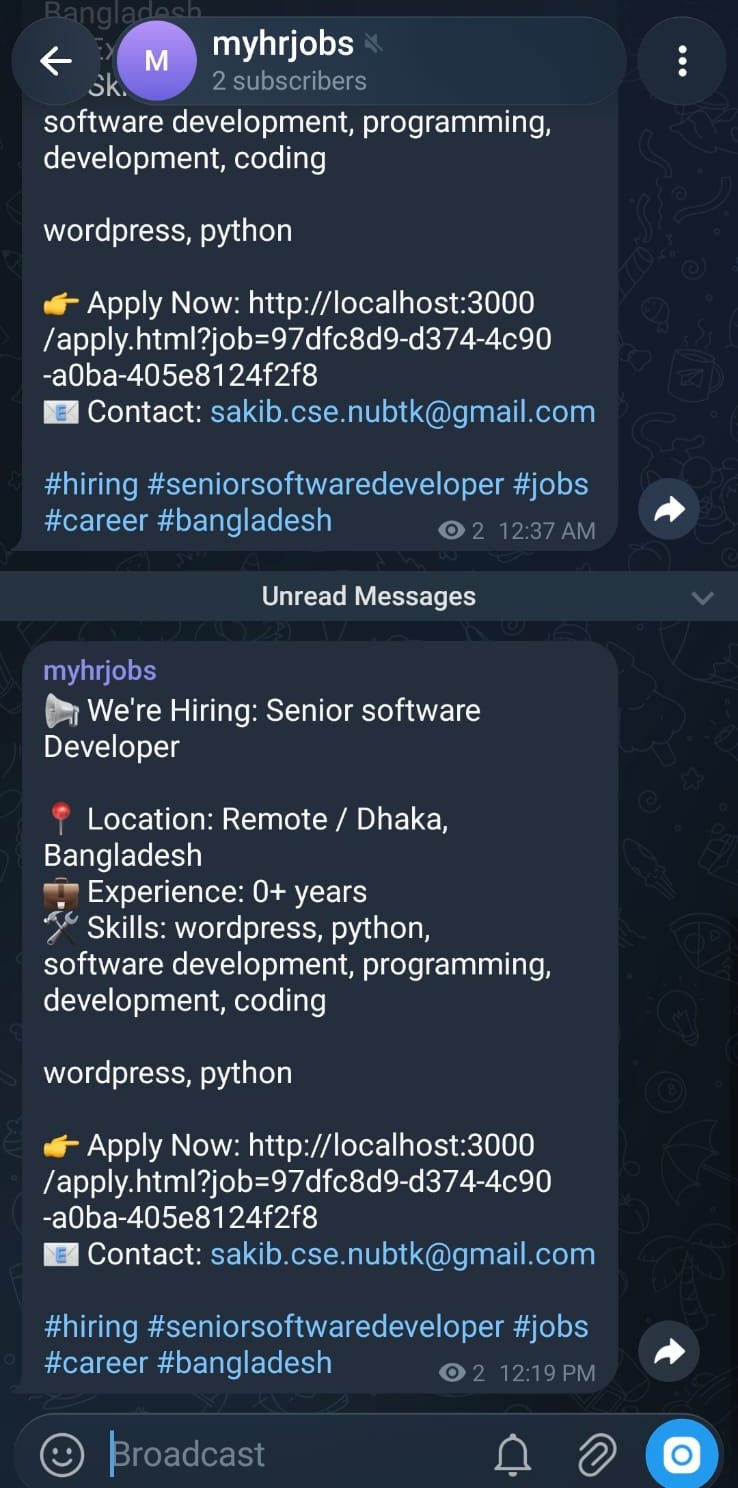 Bangladesh
myhrjobs
2 subscribers
M
software development, programming,
development, coding
wordpress, python
👉 Apply Now: http://localhost:3000
/apply.html?job=97dfc8d9-d374-4c90
-a0ba-405e8124f2f8
📧 Contact: sakib.cse.nubtk@gmail.com
#hiring #seniorsoftwaredeveloper #jobs
#career #bangladesh
2 12:37 AM
Unread Messages
myhrjobs
📢 We're Hiring: Senior software
Developer
📍 Location: Remote / Dhaka,
Bangladesh
💼 Experience: 0+ years
🛠 Skills: wordpress, python,
software development, programming,
development, coding
wordpress, python
👉 Apply Now: http://localhost:3000
/apply.html?job=97dfc8d9-d374-4c90
-a0ba-405e8124f2f8
📧 Contact: sakib.cse.nubtk@gmail.com
#hiring #seniorsoftwaredeveloper #jobs
#career #bangladesh
2 12:19 PM
Broadcast